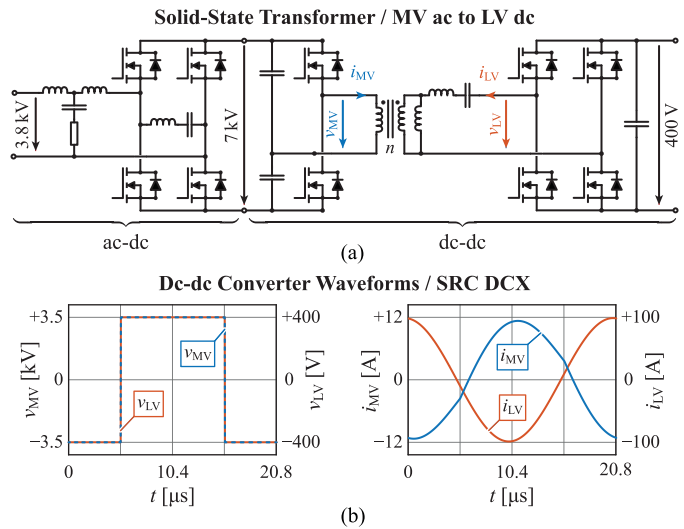 Solid-State Transformer / MV ac to LV dc
(a)
3.8 kV
7 kV
iMV
vMV
n
iLV
vLV
400 V
ac-dc
dc-dc
(a)
Dc-dc Converter Waveforms / SRC DCX
+3.5
0
−3.5
vMV [kV]
vMV
vLV
+400
0
−400
vLV [V]
0
10.4
20.8
t [µs]
+12
0
−12
iMV [A]
iMV
iLV
+100
0
−100
iLV [A]
0
10.4
20.8
t [µs]
(b)